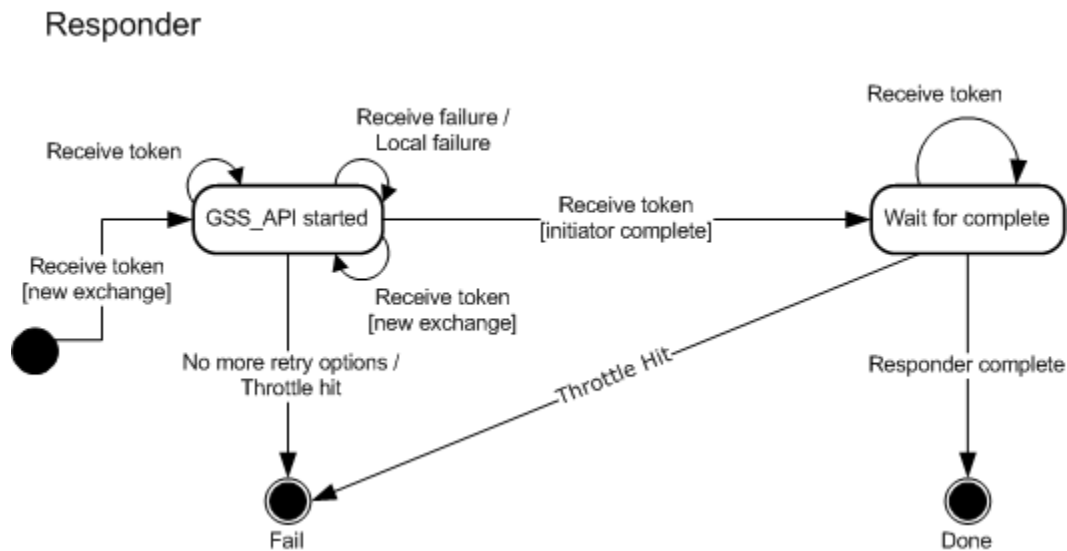 Responder
Receive token
Receive failure /
Local failure
Receive token
GSS_API started
Receive token
[initiator complete]
Wait for complete
Receive token
[new exchange]
Receive token
[new exchange]
No more retry options /
Throttle hit
Throttle Hit
Responder complete
Fail
Done